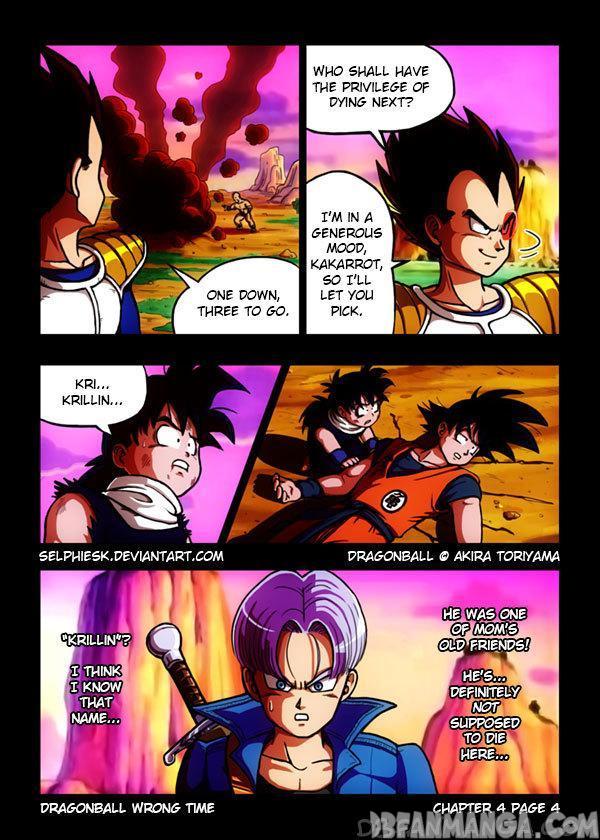 ONE DOWN,
THREE TO GO.
WHO SHALL HAVE
THE PRIVILEGE OF
DYING NEXT?
I'M IN A
GENEROUS
MOOD,
KAKARROT,
SO I'LL
LET YOU
PICK.
KRI...
KRILLIN...
SELPHIESK.DEVIANTART.COM
DRAGONBALL © AKIRA TORIYAMA
"KRILLIN"?
I THINK
I KNOW
THAT
NAME...
HE WAS ONE
OF MOM'S
OLD FRIENDS!
HE'S...
DEFINITELY
NOT
SUPPOSED
TO DIE
HERE...
DRAGONBALL WRONG TIME
CHAPTER 4 PAGE 4
DBFANMANGA.COM